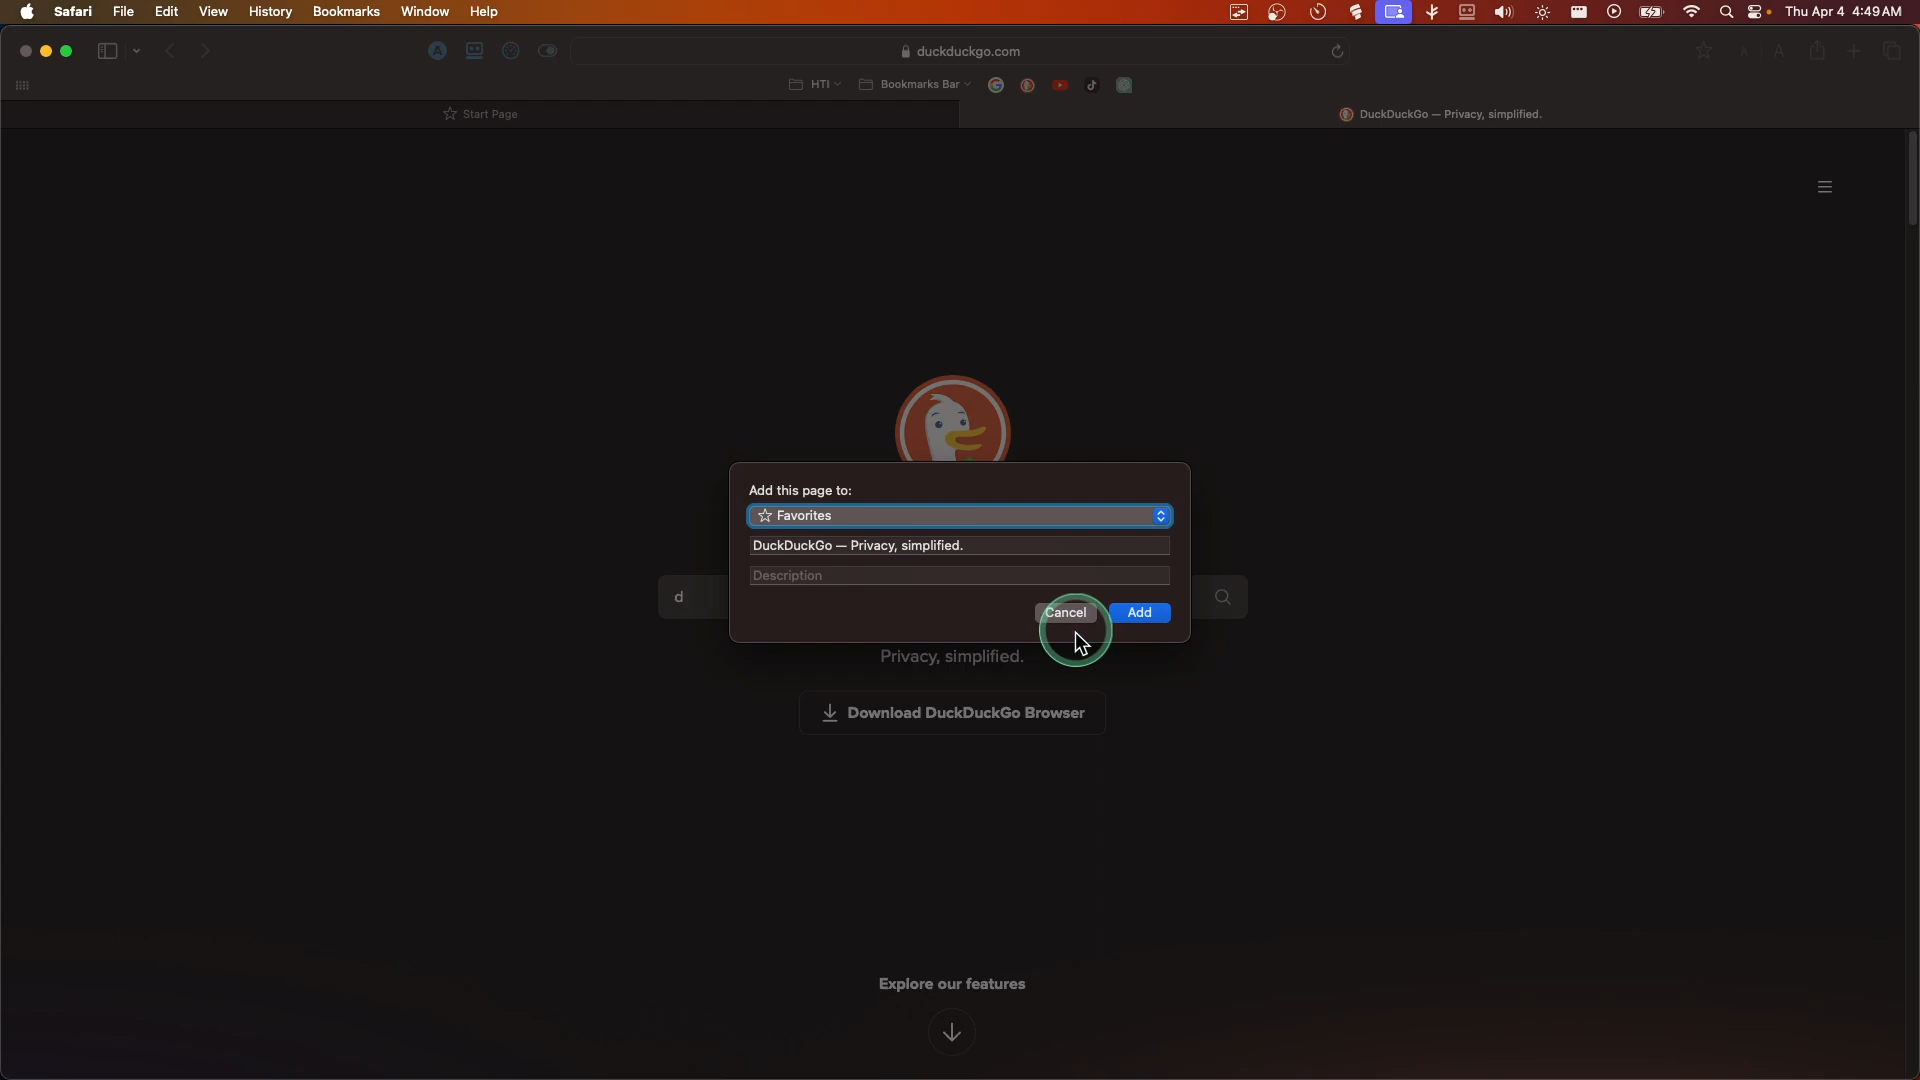 Safari File Edit View History Bookmarks Window Help Thu Apr 4 4:49 AM
duckduckgo.com
HTI Bookmarks Bar
Start Page DuckDuckGo — Privacy, simplified.
Add this page to:
Favorites
DuckDuckGo — Privacy, simplified.
Description
d
Cancel Add
Privacy, simplified.
Download DuckDuckGo Browser
Explore our features